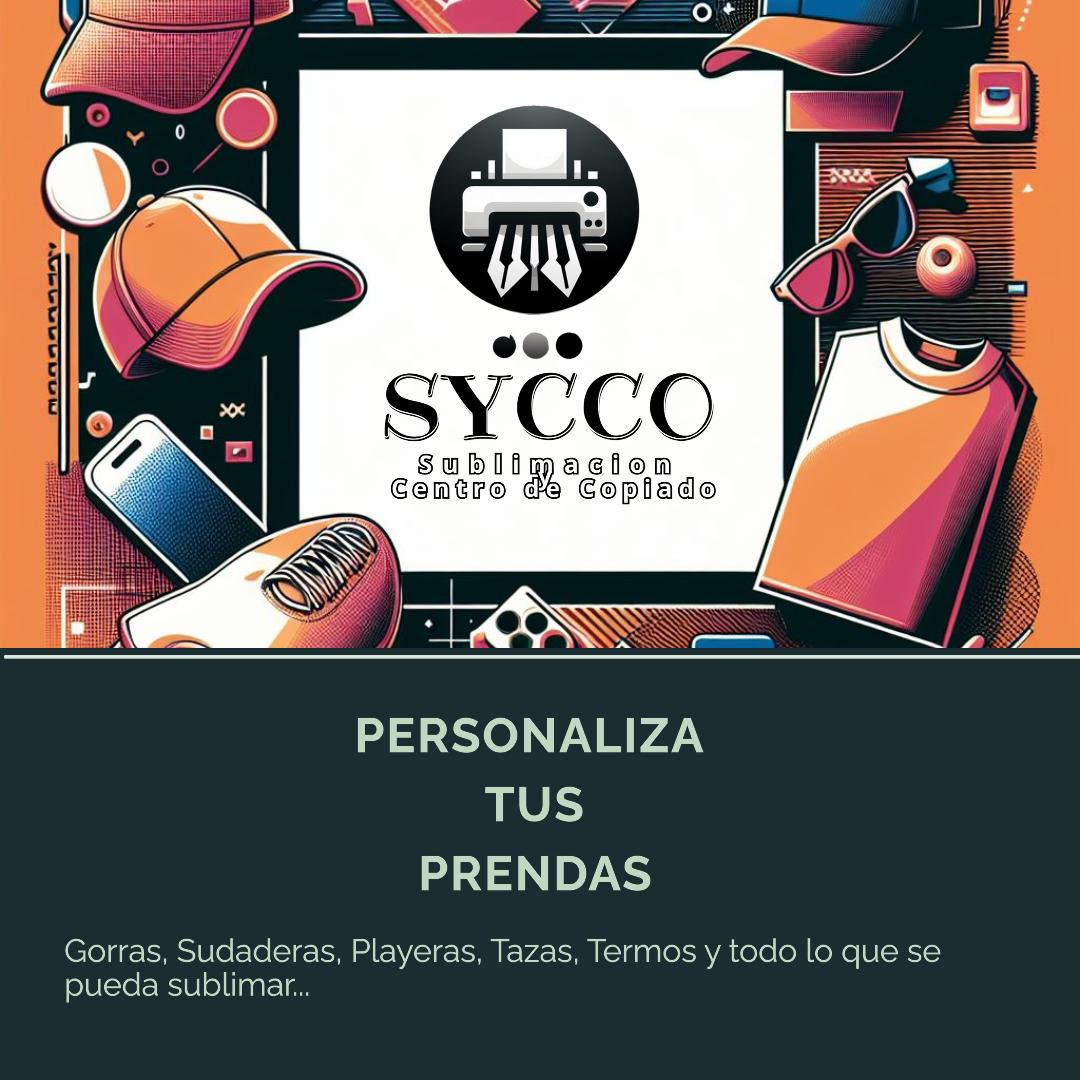 SYCCO
Sublimacion
y
Centro de Copiado
PERSONALIZA
TUS
PRENDAS
Gorras, Sudaderas, Playeras, Tazas, Termos y todo lo que se
pueda sublimar...